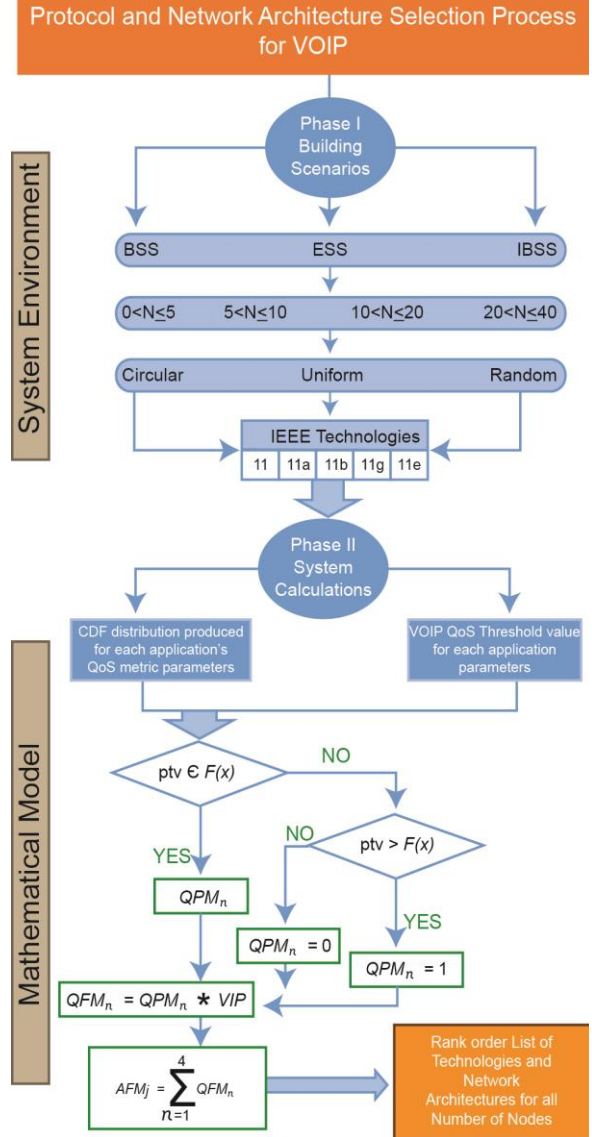 Protocol and Network Architecture Selection Process
for VOIP
System Environment
Phase I
Building
Scenarios
BSS ESS IBSS
0<N≤5 5<N≤10 10<N≤20 20<N≤40
Circular Uniform Random
IEEE Technologies
11 11a 11b 11g 11e
Phase II
System
Calculations
Mathematical Model
CDF distribution produced
for each application's
QoS metric parameters
VOIP QoS Threshold value
for each application
parameters
ptv Є F(x)
NO
NO
ptv > F(x)
YES
QPMₙ
YES
QPMₙ = 0
QPMₙ = 1
QFMₙ = QPMₙ * VIP
AFMⱼ = ∑ QFMₙ
4
n=1
Rank order List of
Technologies and
Network
Architectures for all
Number of Nodes